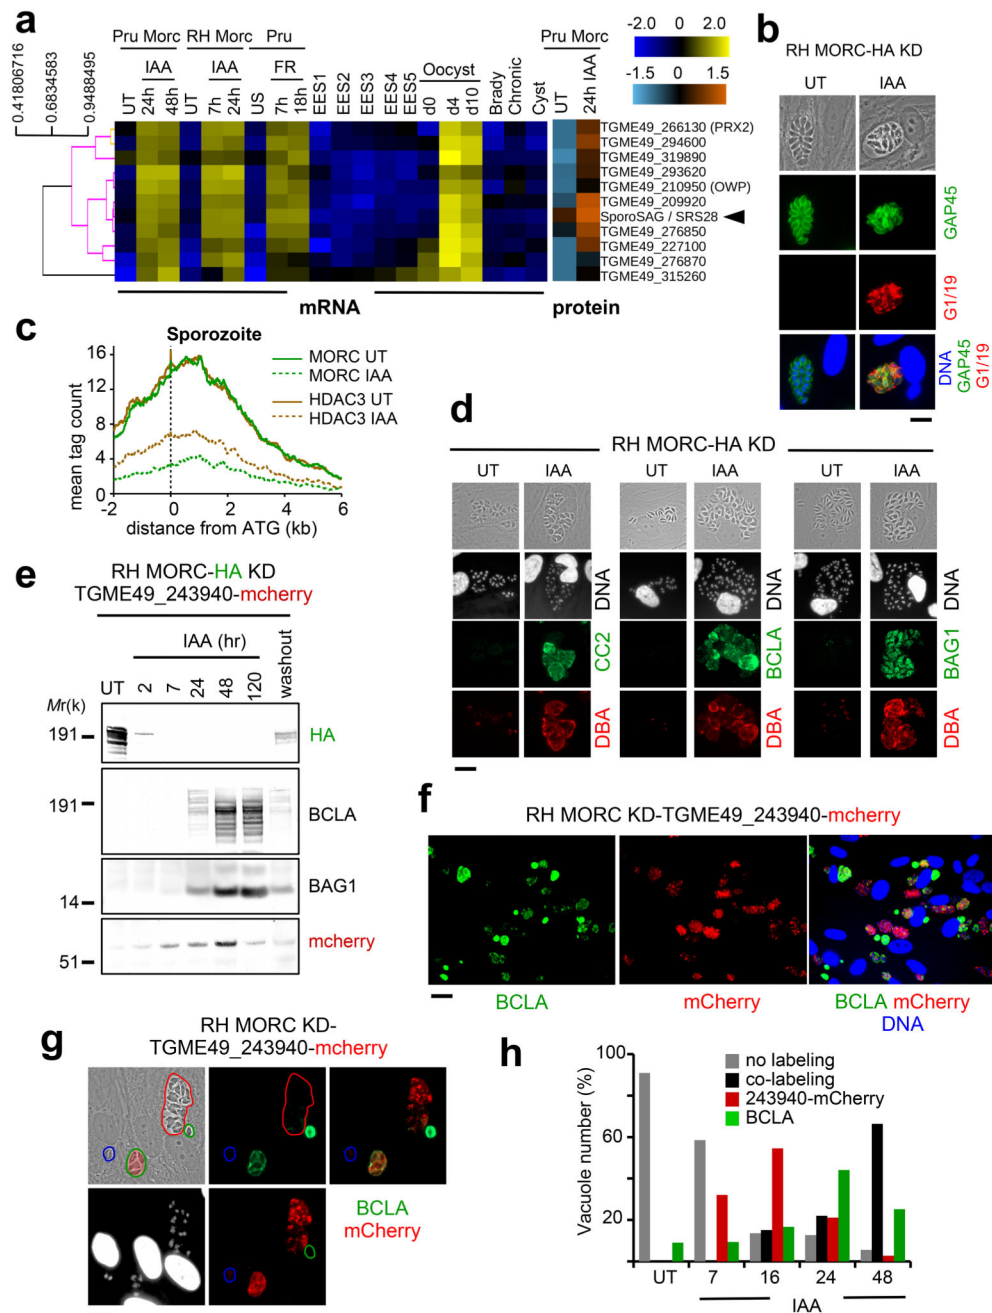 a
0.41806716
0.6834583
0.9488495
Pru Morc RH Morc Pru
IAA IAA FR
UT 24h 48h UT 7h 24h US 7h 18h EES1 EES2 EES3 EES4 EES5 d0 d4 d10 Brady Chronic Cyst
Oocyst
Pru Morc
UT 24h IAA
-2.0 0 2.0
-1.5 0 1.5
TGME49_266130 (PRX2)
TGME49_294600
TGME49_319890
TGME49_293620
TGME49_210950 (OWP)
TGME49_209920
SporoSAG / SRS28
TGME49_276850
TGME49_227100
TGME49_276870
TGME49_315260
mRNA
protein
b
RH MORC-HA KD
UT IAA
GAP45
G1/19
DNA
GAP45
G1/19
c
Sporozoite
16
12
8
4
0
mean tag count
-2 0 2 4 6
distance from ATG (kb)
MORC UT
MORC IAA
HDAC3 UT
HDAC3 IAA
d
RH MORC-HA KD
UT IAA UT IAA UT IAA
DNA DNA DNA
CC2 BCLA BAG1
DBA DBA DBA
e
RH MORC-HA KD
TGME49_243940-mcherry
IAA (hr)
UT 2 7 24 48 120 washout
Mr(k)
191
HA
191
BCLA
BAG1
14
mcherry
51
f
RH MORC KD-TGME49_243940-mcherry
BCLA
mCherry
BCLA mCherry
DNA
g
RH MORC KD-
TGME49_243940-mcherry
BCLA
mCherry
h
100
60
20
Vacuole number (%)
no labeling
co-labeling
243940-mCherry
BCLA
UT 7 16 24 48
IAA